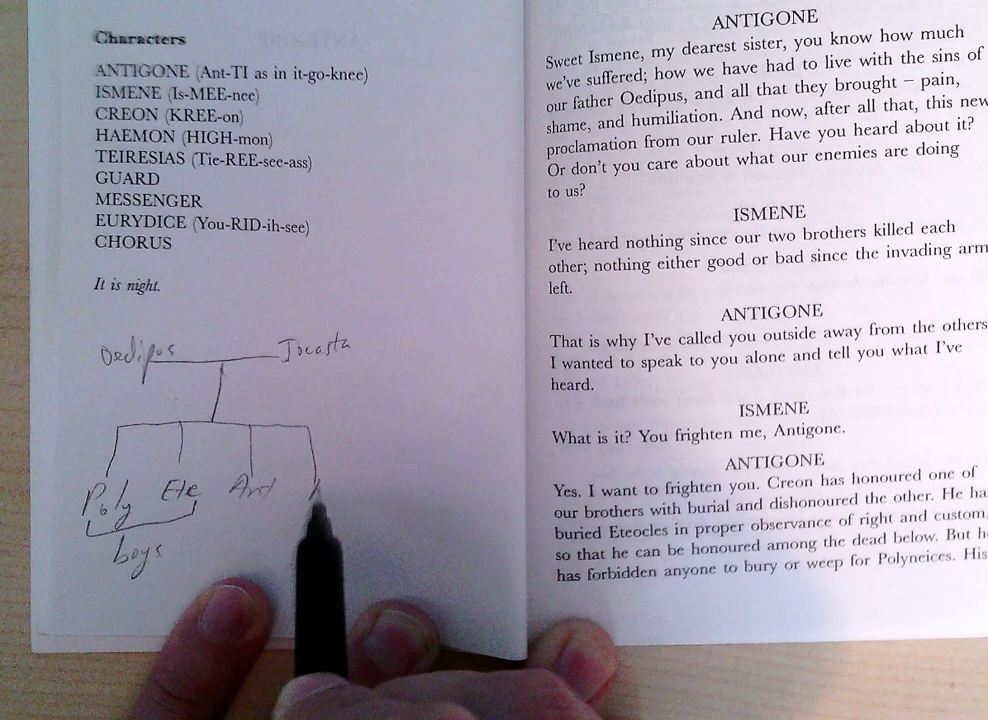 Characters
ANTIGONE (Ant-TI as in it-go-knee)
ISMENE (Is-MEE-nee)
CREON (KREE-on)
HAEMON (HIGH-mon)
TEIRESIAS (Tie-REE-see-ass)
GUARD
MESSENGER
EURYDICE (You-RID-ih-see)
CHORUS
It is night.
Oedipus Jocasta
Poly Ete Ant
boys
ANTIGONE
Sweet Ismene, my dearest sister, you know how much
we've suffered; how we have had to live with the sins of
our father Oedipus, and all that they brought – pain,
shame, and humiliation. And now, after all that, this new
proclamation from our ruler. Have you heard about it?
Or don't you care about what our enemies are doing
to us?
ISMENE
I've heard nothing since our two brothers killed each
other; nothing either good or bad since the invading arm
left.
ANTIGONE
That is why I've called you outside away from the others
I wanted to speak to you alone and tell you what I've
heard.
ISMENE
What is it? You frighten me, Antigone.
ANTIGONE
Yes. I want to frighten you. Creon has honoured one of
our brothers with burial and dishonoured the other. He ha
buried Eteocles in proper observance of right and custom,
so that he can be honoured among the dead below. But h
has forbidden anyone to bury or weep for Polyneices. His